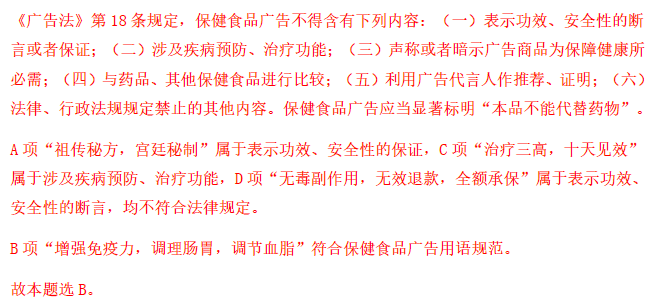 《广告法》第 18 条规定，保健食品广告不得含有下列内容：（一）表示功效、安全性的断
言或者保证；（二）涉及疾病预防、治疗功能；（三）声称或者暗示广告商品为保障健康所
必需；（四）与药品、其他保健食品进行比较；（五）利用广告代言人作推荐、证明；（六）
法律、行政法规规定禁止的其他内容。保健食品广告应当显著标明“本品不能代替药物”。
A 项“祖传秘方，宫廷秘制”属于表示功效、安全性的保证，C 项“治疗三高，十天见效”
属于涉及疾病预防、治疗功能，D 项“无毒副作用，无效退款，全额承保”属于表示功效、
安全性的断言，均不符合法律规定。
B 项“增强免疫力，调理肠胃，调节血脂”符合保健食品广告用语规范。
故本题选 B。